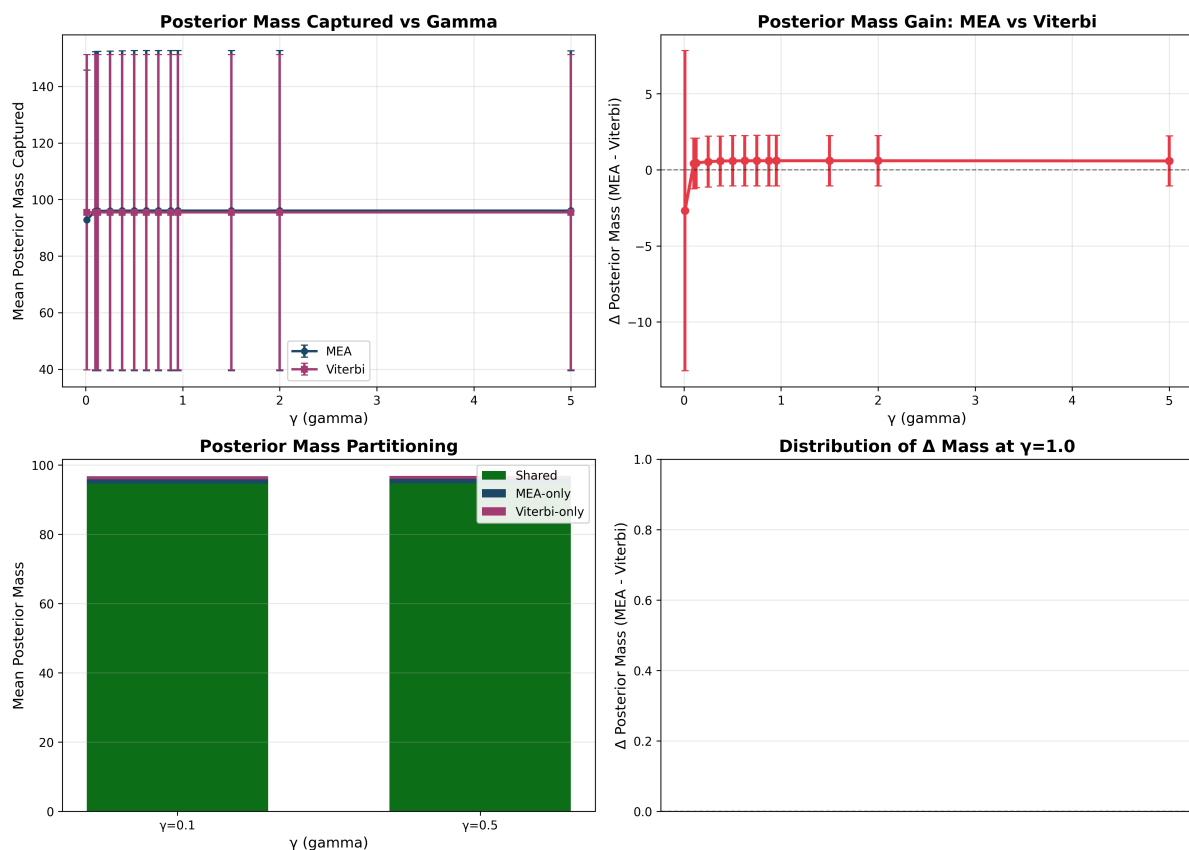 Posterior Mass Captured vs Gamma
Mean Posterior Mass Captured
140
120
100
80
60
40
0 1 2 3 4 5
γ (gamma)
MEA
Viterbi
Posterior Mass Gain: MEA vs Viterbi
Δ Posterior Mass (MEA - Viterbi)
5
0
−5
−10
0 1 2 3 4 5
γ (gamma)
Posterior Mass Partitioning
Mean Posterior Mass
100
80
60
40
20
0
γ=0.1 γ=0.5
γ (gamma)
Shared
MEA-only
Viterbi-only
Distribution of Δ Mass at γ=1.0
Δ Posterior Mass (MEA - Viterbi)
1.0
0.8
0.6
0.4
0.2
0.0